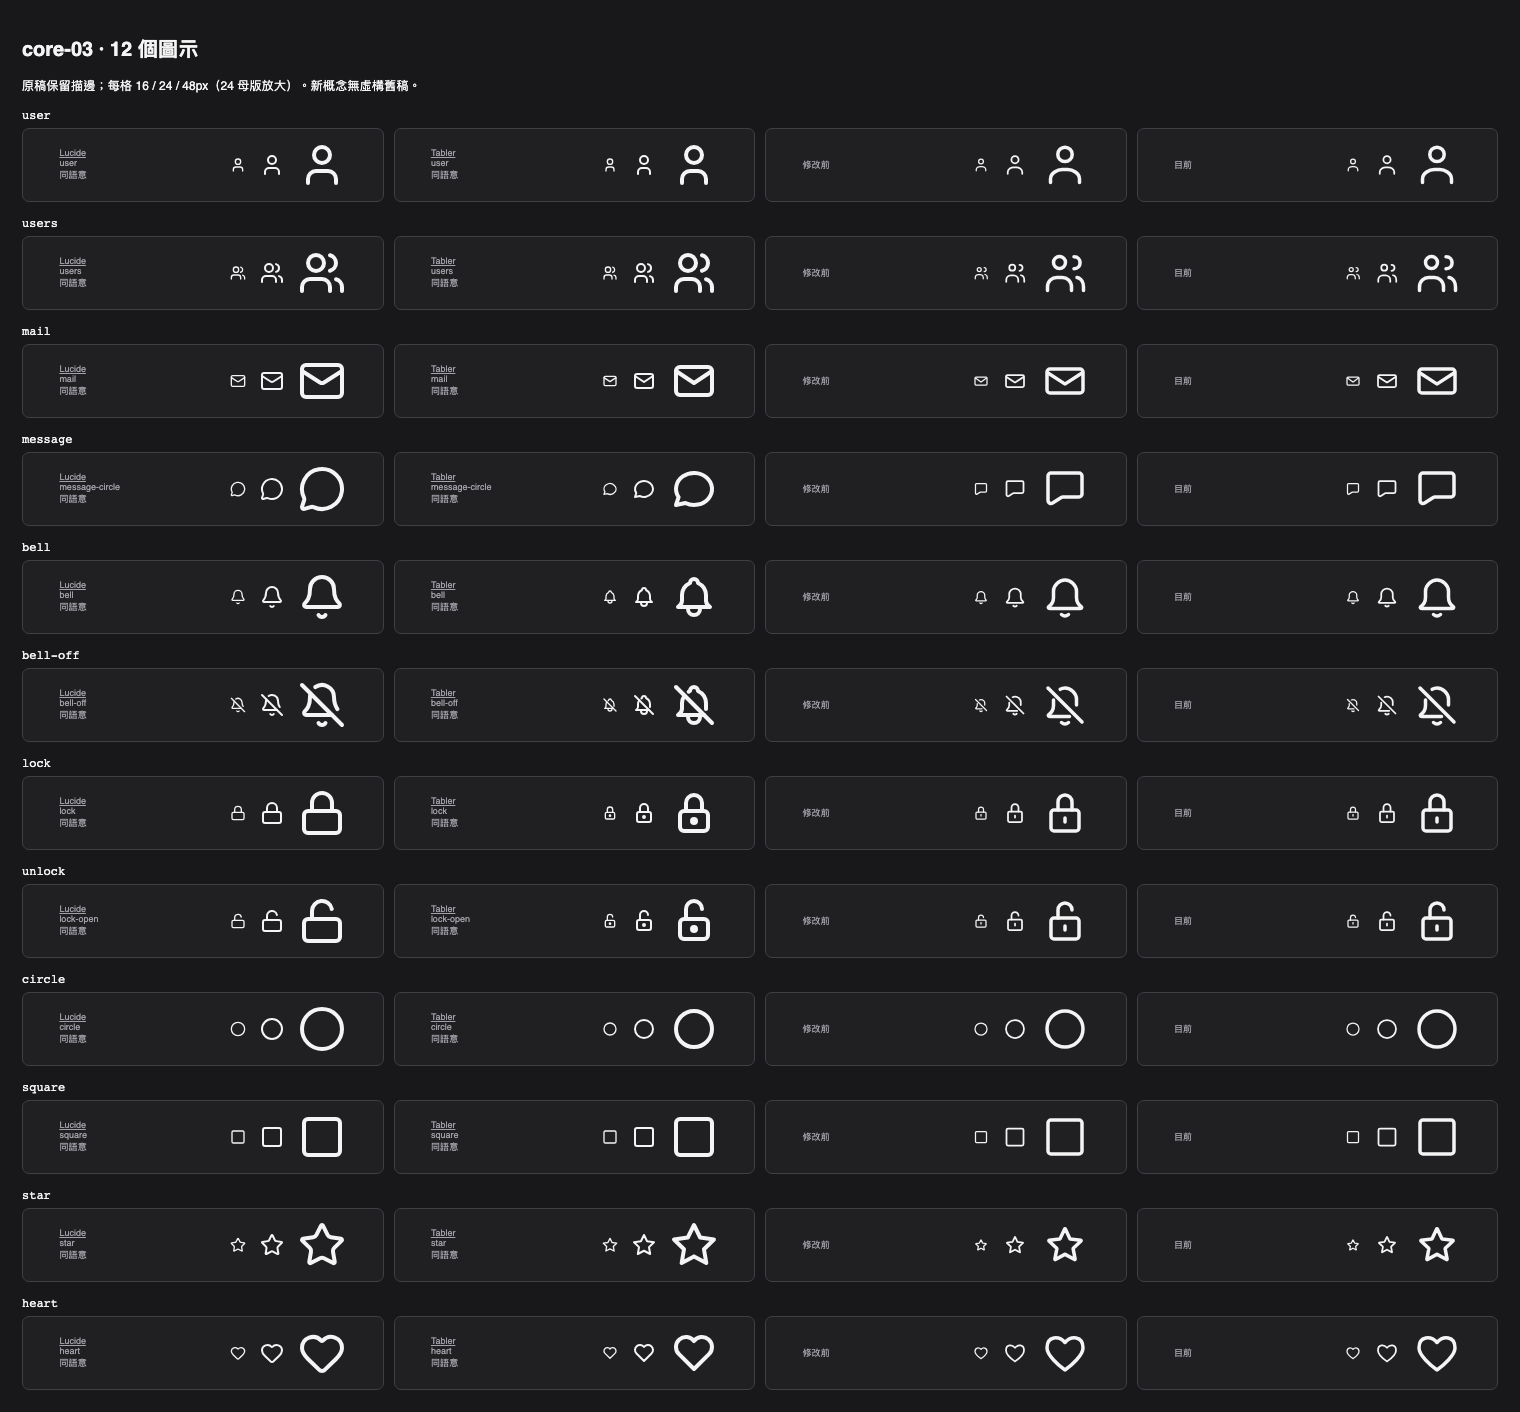 core-03 · 12 個圖示
原稿保留描邊；每格 16 / 24 / 48px（24 母版放大）。新概念無虛構舊稿。
user
Lucide
user
同語意
Tabler
user
同語意
修改前
目前
users
Lucide
users
同語意
Tabler
users
同語意
修改前
目前
mail
Lucide
mail
同語意
Tabler
mail
同語意
修改前
目前
message
Lucide
message-circle
同語意
Tabler
message-circle
同語意
修改前
目前
bell
Lucide
bell
同語意
Tabler
bell
同語意
修改前
目前
bell-off
Lucide
bell-off
同語意
Tabler
bell-off
同語意
修改前
目前
lock
Lucide
lock
同語意
Tabler
lock
同語意
修改前
目前
unlock
Lucide
lock-open
同語意
Tabler
lock-open
同語意
修改前
目前
circle
Lucide
circle
同語意
Tabler
circle
同語意
修改前
目前
square
Lucide
square
同語意
Tabler
square
同語意
修改前
目前
star
Lucide
star
同語意
Tabler
star
同語意
修改前
目前
heart
Lucide
heart
同語意
Tabler
heart
同語意
修改前
目前